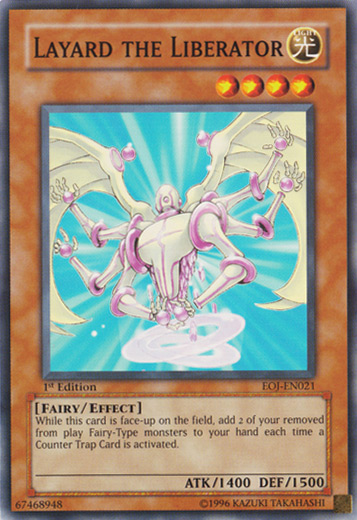 LAYARD THE LIBERATOR
LIGHT
光
1st Edition
EOJ-EN021
[FAIRY/EFFECT]
While this card is face-up on the field, add 2 of your removed
from play Fairy-Type monsters to your hand each time a
Counter Trap Card is activated.
ATK/1400 DEF/1500
67468948
©1996 KAZUKI TAKAHASHI